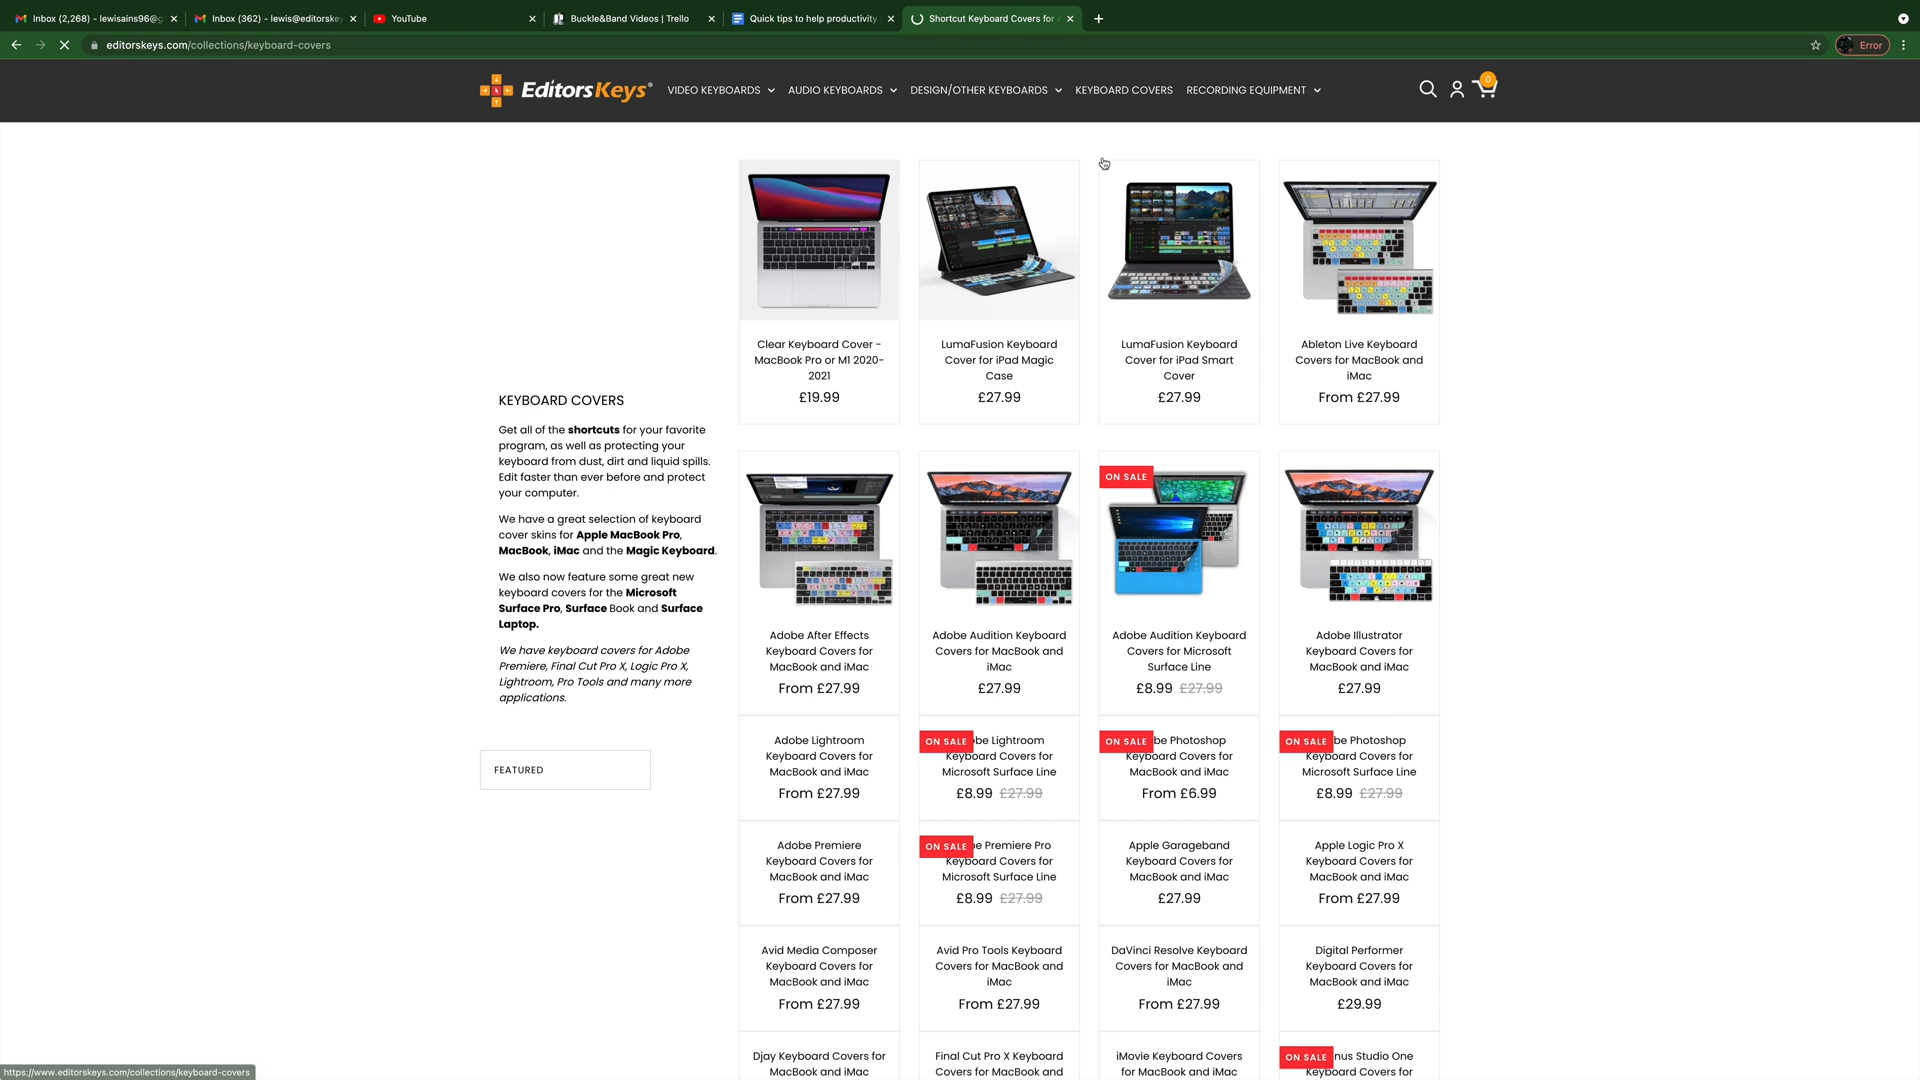 Inbox (2,268) - lewisains96@g
Inbox (362) - lewis@editorske
YouTube
Buckle&Band Videos | Trello
Quick tips to help productivity
Shortcut Keyboard Covers for
editorskeys.com/collections/keyboard-covers
Error
EditorsKeys®
VIDEO KEYBOARDS
AUDIO KEYBOARDS
DESIGN/OTHER KEYBOARDS
KEYBOARD COVERS
RECORDING EQUIPMENT
0
KEYBOARD COVERS
Get all of the shortcuts for your favorite
program, as well as protecting your
keyboard from dust, dirt and liquid spills.
Edit faster than ever before and protect
your computer.
We have a great selection of keyboard
cover skins for Apple MacBook Pro,
MacBook, iMac and the Magic Keyboard.
We also now feature some great new
keyboard covers for the Microsoft
Surface Pro, Surface Book and Surface
Laptop.
We have keyboard covers for Adobe
Premiere, Final Cut Pro X, Logic Pro X,
Lightroom, Pro Tools and many more
applications.
FEATURED
Clear Keyboard Cover -
MacBook Pro or M1 2020-
2021
£19.99
LumaFusion Keyboard
Cover for iPad Magic
Case
£27.99
LumaFusion Keyboard
Cover for iPad Smart
Cover
£27.99
Ableton Live Keyboard
Covers for MacBook and
iMac
From £27.99
Adobe After Effects
Keyboard Covers for
MacBook and iMac
From £27.99
Adobe Audition Keyboard
Covers for MacBook and
iMac
£27.99
ON SALE
Adobe Audition Keyboard
Covers for Microsoft
Surface Line
£8.99 £27.99
Adobe Illustrator
Keyboard Covers for
MacBook and iMac
£27.99
Adobe Lightroom
Keyboard Covers for
MacBook and iMac
From £27.99
ON SALE
be Lightroom
Keyboard Covers for
Microsoft Surface Line
£8.99 £27.99
ON SALE
be Photoshop
Keyboard Covers for
MacBook and iMac
From £6.99
ON SALE
be Photoshop
Keyboard Covers for
Microsoft Surface Line
£8.99 £27.99
Adobe Premiere
Keyboard Covers for
MacBook and iMac
From £27.99
ON SALE
e Premiere Pro
Keyboard Covers for
Microsoft Surface Line
£8.99 £27.99
Apple Garageband
Keyboard Covers for
MacBook and iMac
£27.99
Apple Logic Pro X
Keyboard Covers for
MacBook and iMac
From £27.99
Avid Media Composer
Keyboard Covers for
MacBook and iMac
From £27.99
Avid Pro Tools Keyboard
Covers for MacBook and
iMac
From £27.99
DaVinci Resolve Keyboard
Covers for MacBook and
iMac
From £27.99
Digital Performer
Keyboard Covers for
MacBook and iMac
£29.99
Djay Keyboard Covers for
MacBook and iMac
Final Cut Pro X Keyboard
Covers for MacBook and
iMovie Keyboard Covers
for MacBook and iMac
ON SALE
nus Studio One
Keyboard Covers for
https://www.editorskeys.com/collections/keyboard-covers